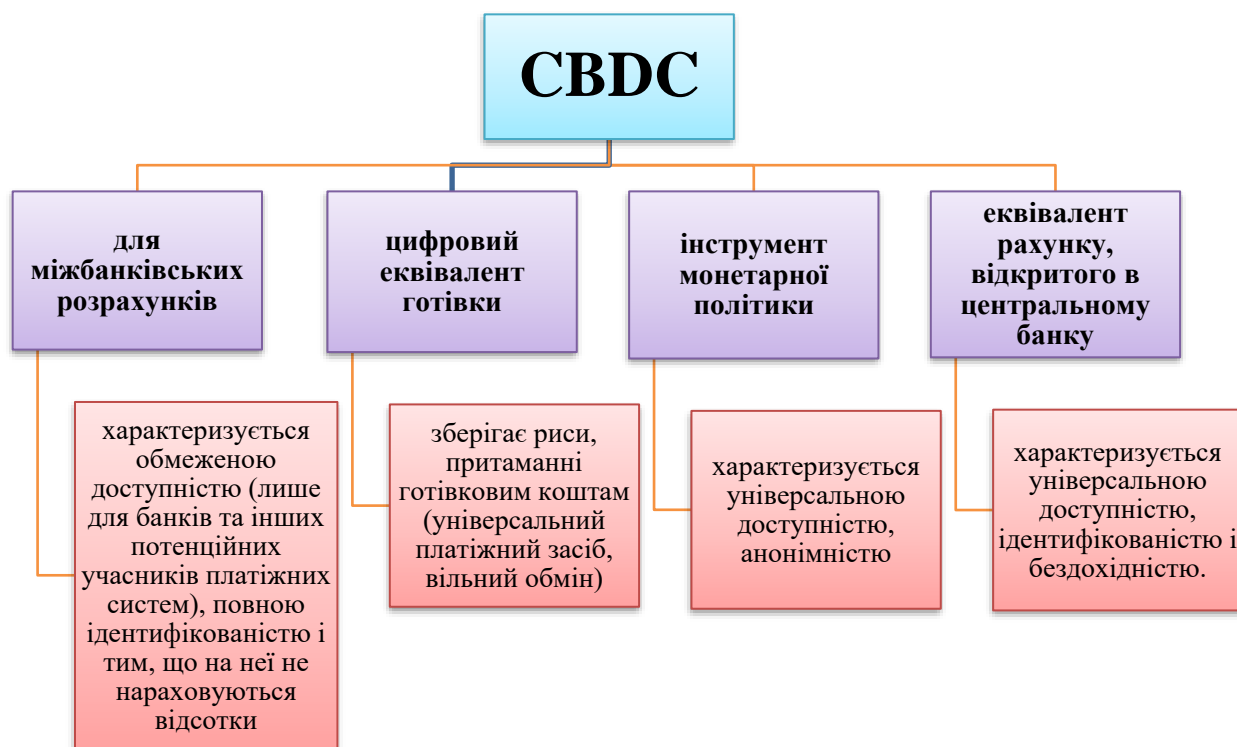 CBDC
для
міжбанківських
розрахунків
цифровий
еквівалент
готівки
інструмент
монетарної
політики
еквівалент
рахунку,
відкритого в
центральному
банку
характеризується
обмеженою
доступністю (лише
для банків та інших
потенційних
учасників платіжних
систем), повною
ідентифікованістю і
тим, що на неї не
нараховуються
відсотки
зберігає риси,
притаманні
готівковим коштам
(універсальний
платіжний засіб,
вільний обмін)
характеризується
універсальною
доступністю,
анонімністю
характеризується
універсальною
доступністю,
ідентифікованістю і
бездохідністю.